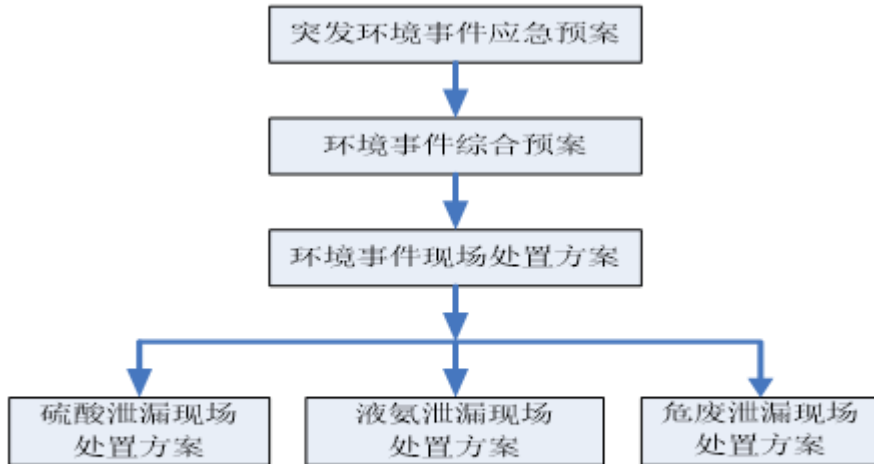 突发环境事件应急预案
环境事件综合预案
环境事件现场处置方案
硫酸泄漏现场
处置方案
液氨泄漏现场
处置方案
危废泄漏现场
处置方案